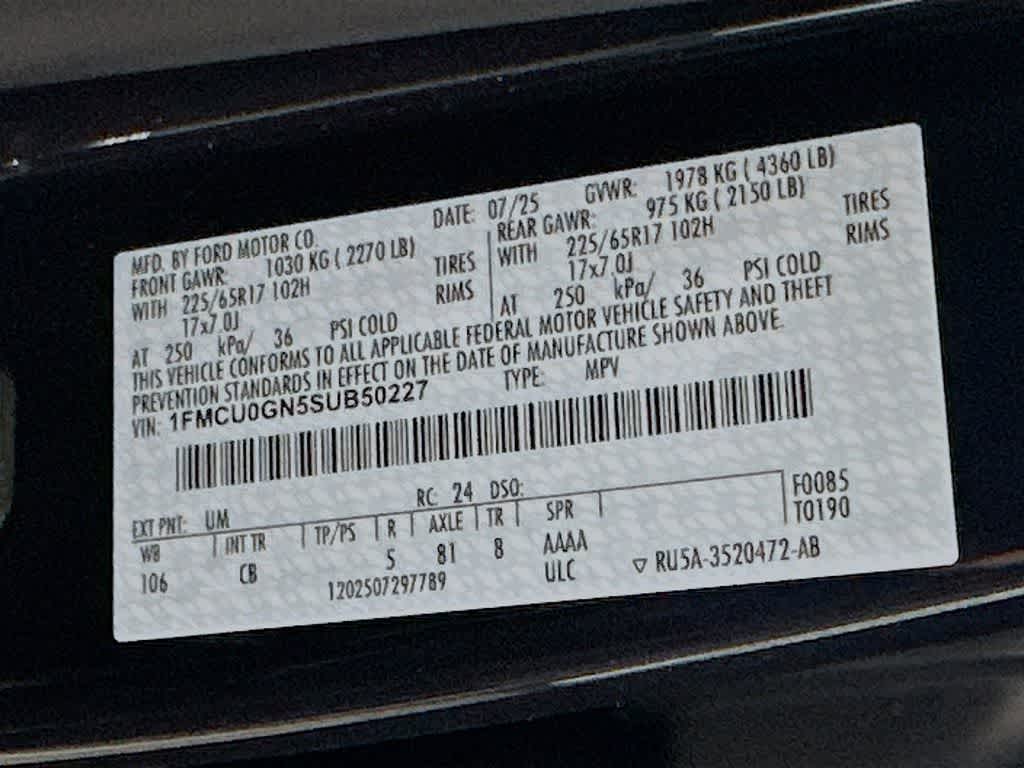 MFD. BY FORD MOTOR CO. DATE: 07/25 GVWR: 1978 KG ( 4360 LB)
FRONT GAWR: 1030 KG ( 2270 LB) REAR GAWR: 975 KG ( 2150 LB)
WITH 225/65R17 102H TIRES WITH 225/65R17 102H TIRES
17x7.0J RIMS 17x7.0J RIMS
AT 250 kPa/ 36 PSI COLD AT 250 kPa/ 36 PSI COLD
THIS VEHICLE CONFORMS TO ALL APPLICABLE FEDERAL MOTOR VEHICLE SAFETY AND THEFT
PREVENTION STANDARDS IN EFFECT ON THE DATE OF MANUFACTURE SHOWN ABOVE.
VIN: 1FMCU0GN5SUB50227 TYPE: MPV
EXT PNT: UM RC: 24 DSO: F0085
WB INT TR TP/PS R AXLE TR SPR T0190
106 CB 5 81 8 AAAA
1202507297789 ULC ▽ RU5A-3520472-AB